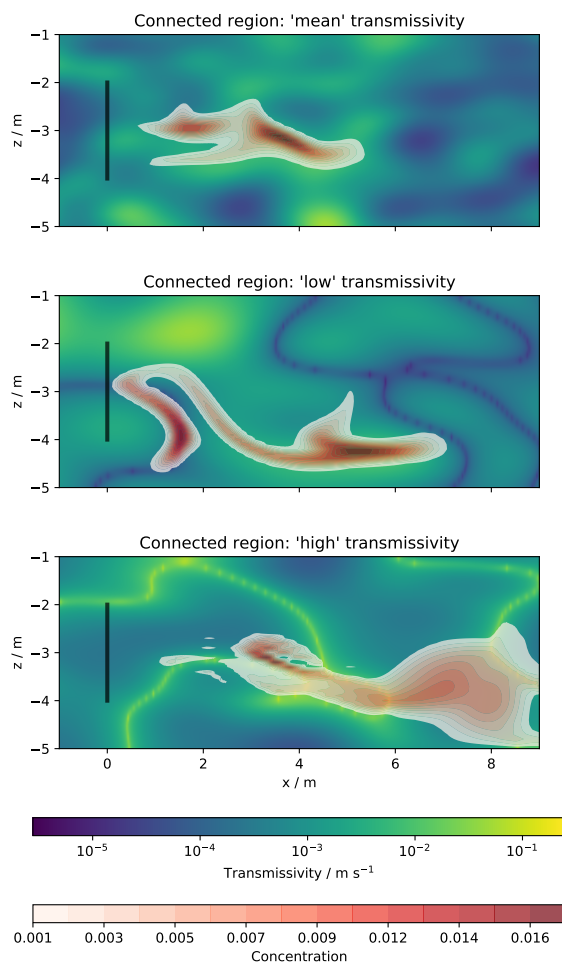 Connected region: 'mean' transmissivity
−1
−2
−3
−4
−5
z / m
Connected region: 'low' transmissivity
−1
−2
−3
−4
−5
z / m
Connected region: 'high' transmissivity
−1
−2
−3
−4
−5
z / m
0 2 4 6 8
x / m
10⁻⁵ 10⁻⁴ 10⁻³ 10⁻² 10⁻¹
Transmissivity / m s⁻¹
0.001 0.003 0.005 0.007 0.009 0.012 0.014 0.016
Concentration